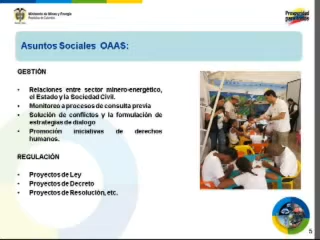 Ministerio de Minas y Energía
República de Colombia
Prosperidad
para todos
Asuntos Sociales OAAS:
GESTIÓN
• Relaciones entre sector minero-energético,
el Estado y la Sociedad Civil.
• Monitoreo a procesos de consulta previa
• Solución de conflictos y la formulación de
estrategias de dialogo
• Promoción iniciativas de derechos
humanos.
REGULACIÓN
• Proyectos de Ley
• Proyectos de Decreto
• Proyectos de Resolución, etc.
5